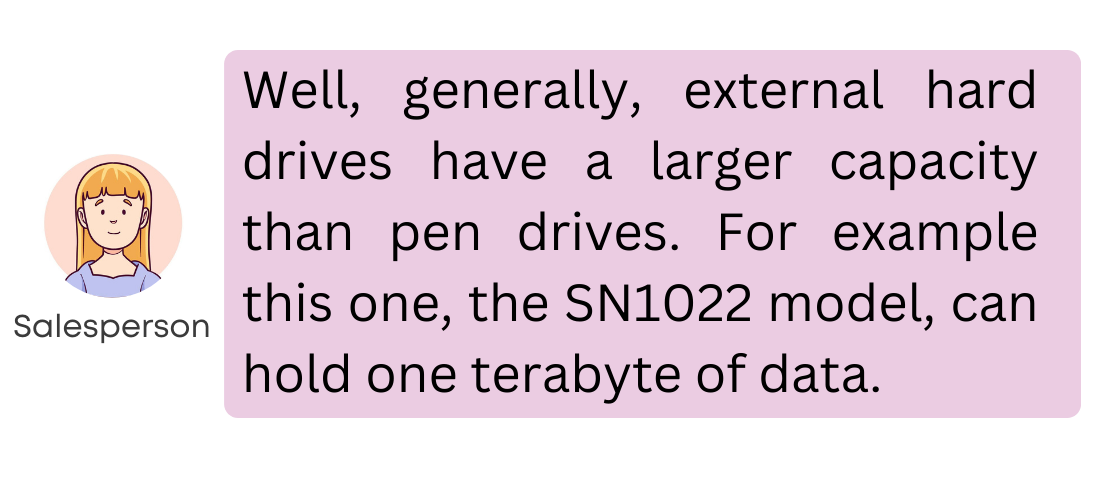 Well, generally, external hard
drives have a larger capacity
than pen drives. For example
this one, the SN1022 model, can
hold one terabyte of data.
Salesperson